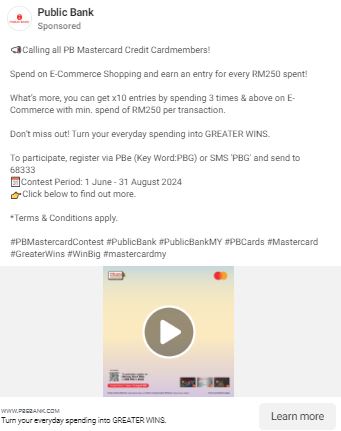 Public Bank
Sponsored
📢Calling all PB Mastercard Credit Cardmembers!
Spend on E-Commerce Shopping and earn an entry for every RM250 spent!
What's more, you can get x10 entries by spending 3 times & above on E-
Commerce with min. spend of RM250 per transaction.
Don't miss out! Turn your everyday spending into GREATER WINS.
To participate, register via PBe (Key Word:PBG) or SMS 'PBG' and send to
68333
📅Contest Period: 1 June - 31 August 2024
👉Click below to find out more.
*Terms & Conditions apply.
#PBMastercardContest #PublicBank #PublicBankMY #PBCards #Mastercard
#GreaterWins #WinBig #mastercardmy
WWW.PBEBANK.COM
Turn your everyday spending into GREATER WINS.
Learn more